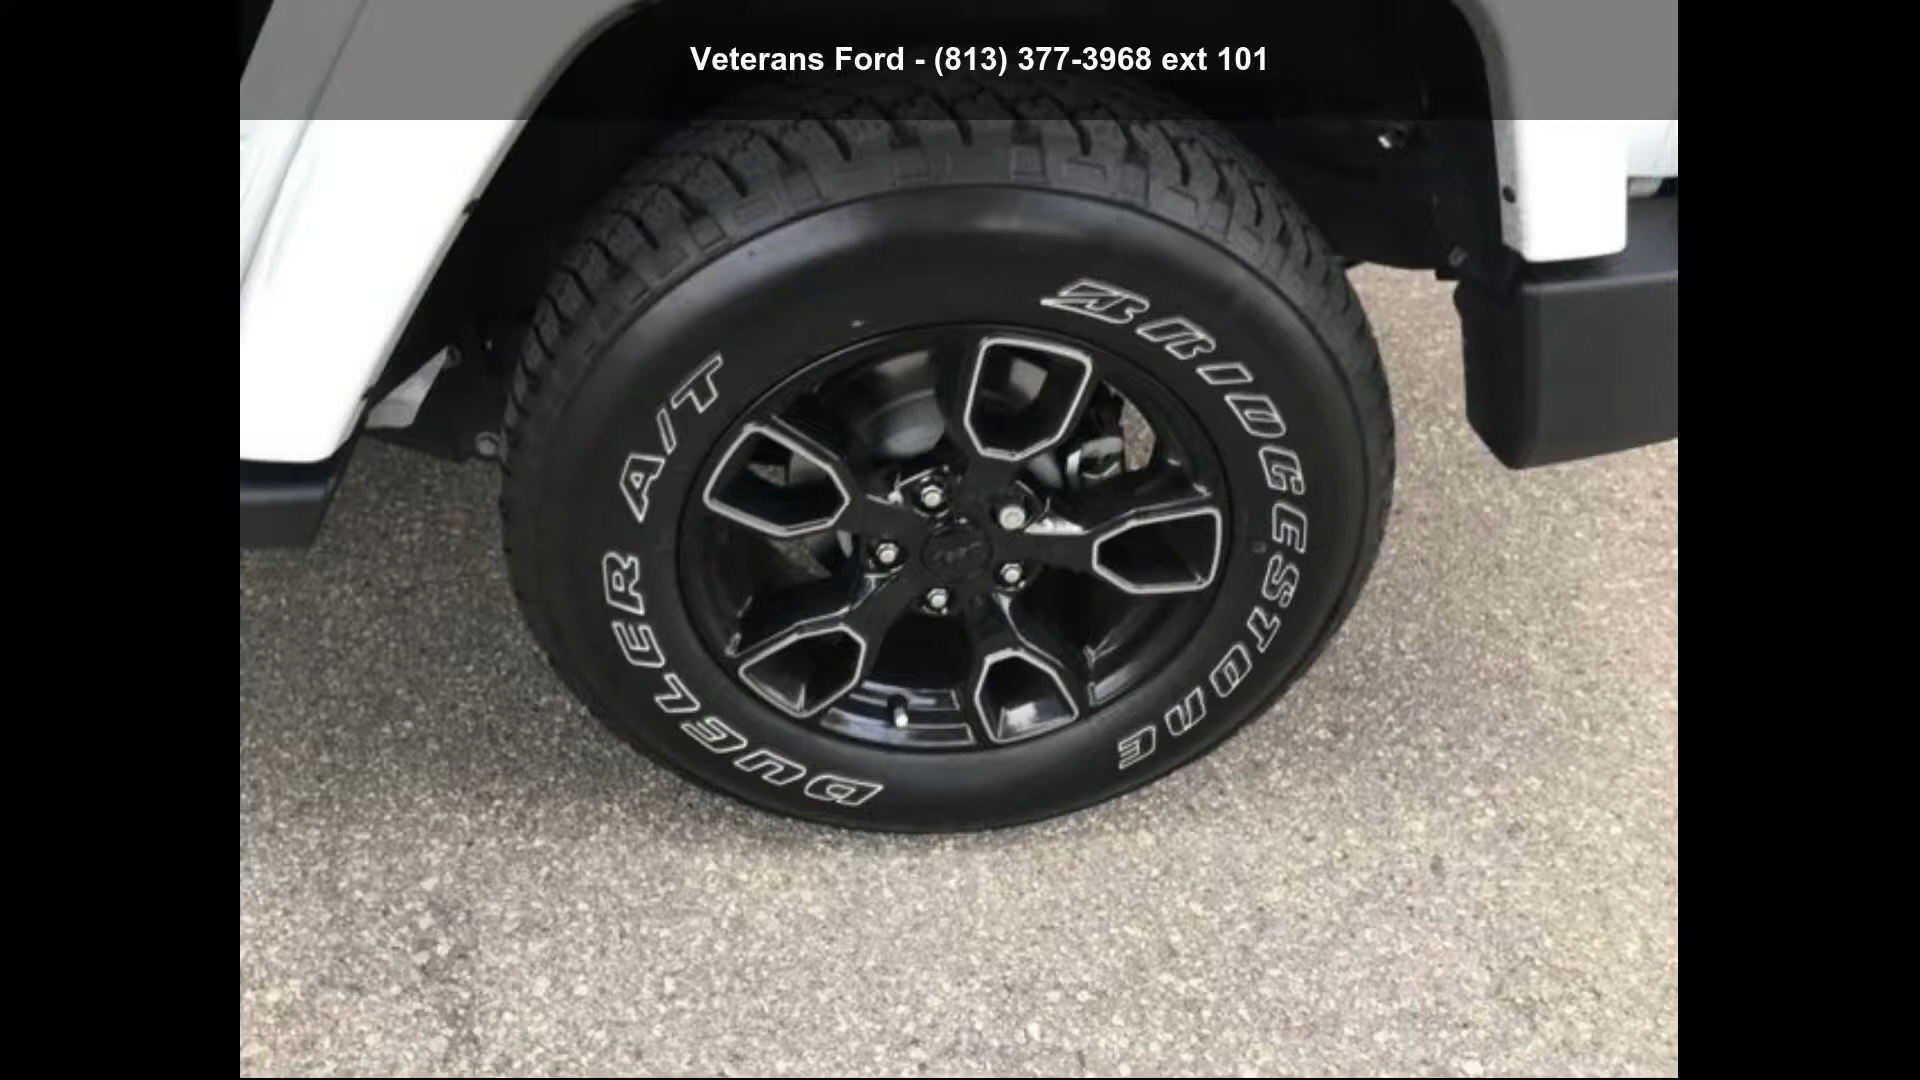 Veterans Ford - (813) 377-3968 ext 101
BRIDGESTONE
DUELER A/T